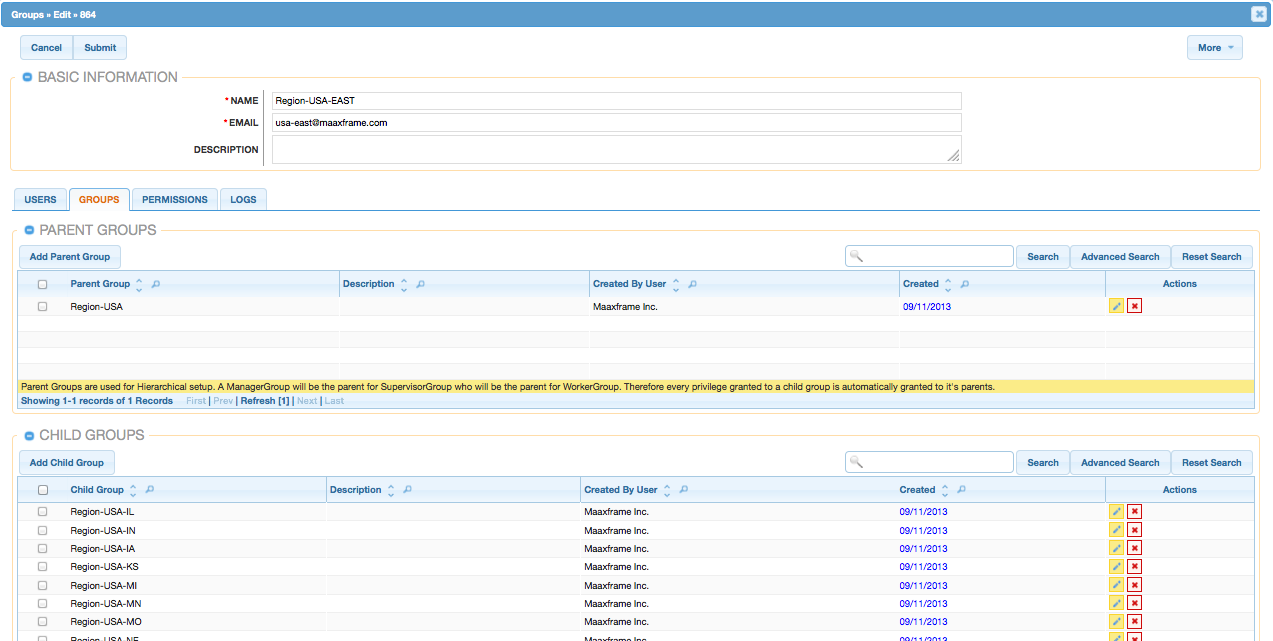 Groups » Edit » 864
Cancel Submit More
BASIC INFORMATION
*NAME Region-USA-EAST
*EMAIL usa-east@maaxframe.com
DESCRIPTION
USERS GROUPS PERMISSIONS LOGS
PARENT GROUPS
Add Parent Group Search Advanced Search Reset Search
Parent Group Description Created By User Created Actions
Region-USA Maaxframe Inc. 09/11/2013
Parent Groups are used for Hierarchical setup. A ManagerGroup will be the parent for SupervisorGroup who will be the parent for WorkerGroup. Therefore every privilege granted to a child group is automatically granted to it's parents.
Showing 1-1 records of 1 Records First | Prev | Refresh [1] | Next | Last
CHILD GROUPS
Add Child Group Search Advanced Search Reset Search
Child Group Description Created By User Created Actions
Region-USA-IL Maaxframe Inc. 09/11/2013
Region-USA-IN Maaxframe Inc. 09/11/2013
Region-USA-IA Maaxframe Inc. 09/11/2013
Region-USA-KS Maaxframe Inc. 09/11/2013
Region-USA-MI Maaxframe Inc. 09/11/2013
Region-USA-MN Maaxframe Inc. 09/11/2013
Region-USA-MO Maaxframe Inc. 09/11/2013
Region-USA-NE Maaxframe Inc. 09/11/2013